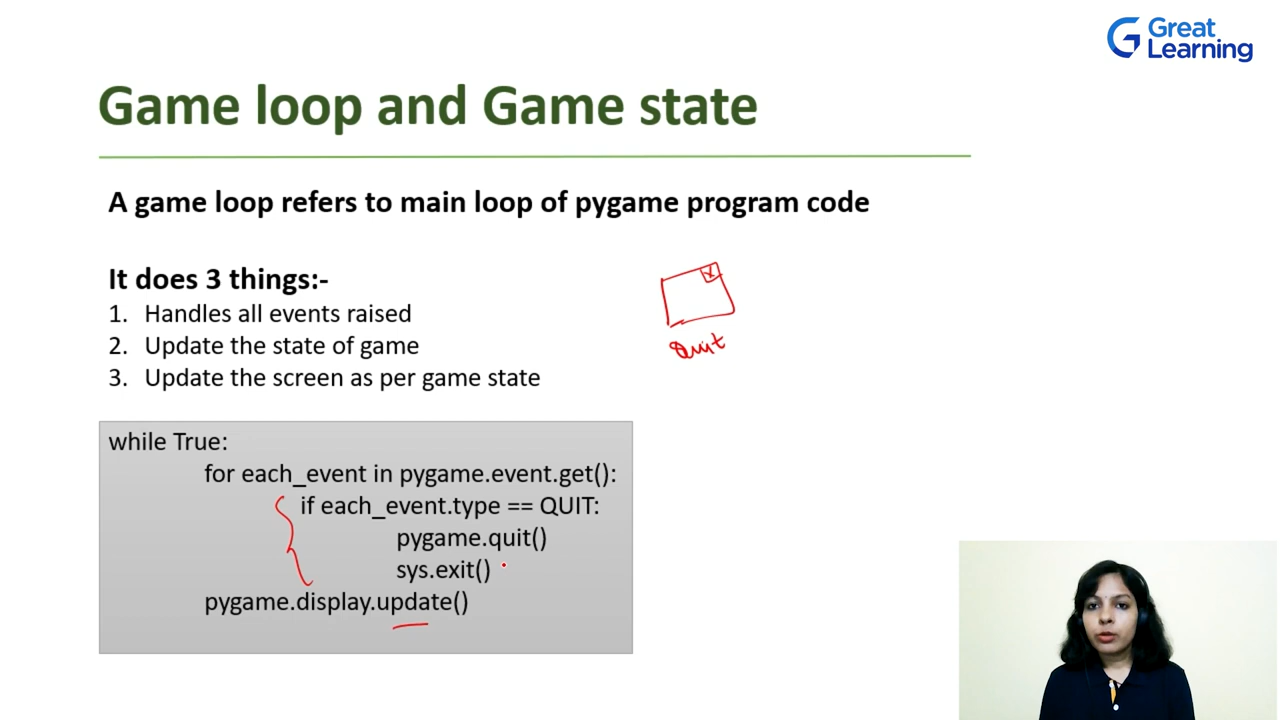 Great
Learning
Game loop and Game state
A game loop refers to main loop of pygame program code
It does 3 things:-
1. Handles all events raised
2. Update the state of game
3. Update the screen as per game state
x
Quit
while True:
for each_event in pygame.event.get():
if each_event.type == QUIT:
pygame.quit()
sys.exit()
pygame.display.update()